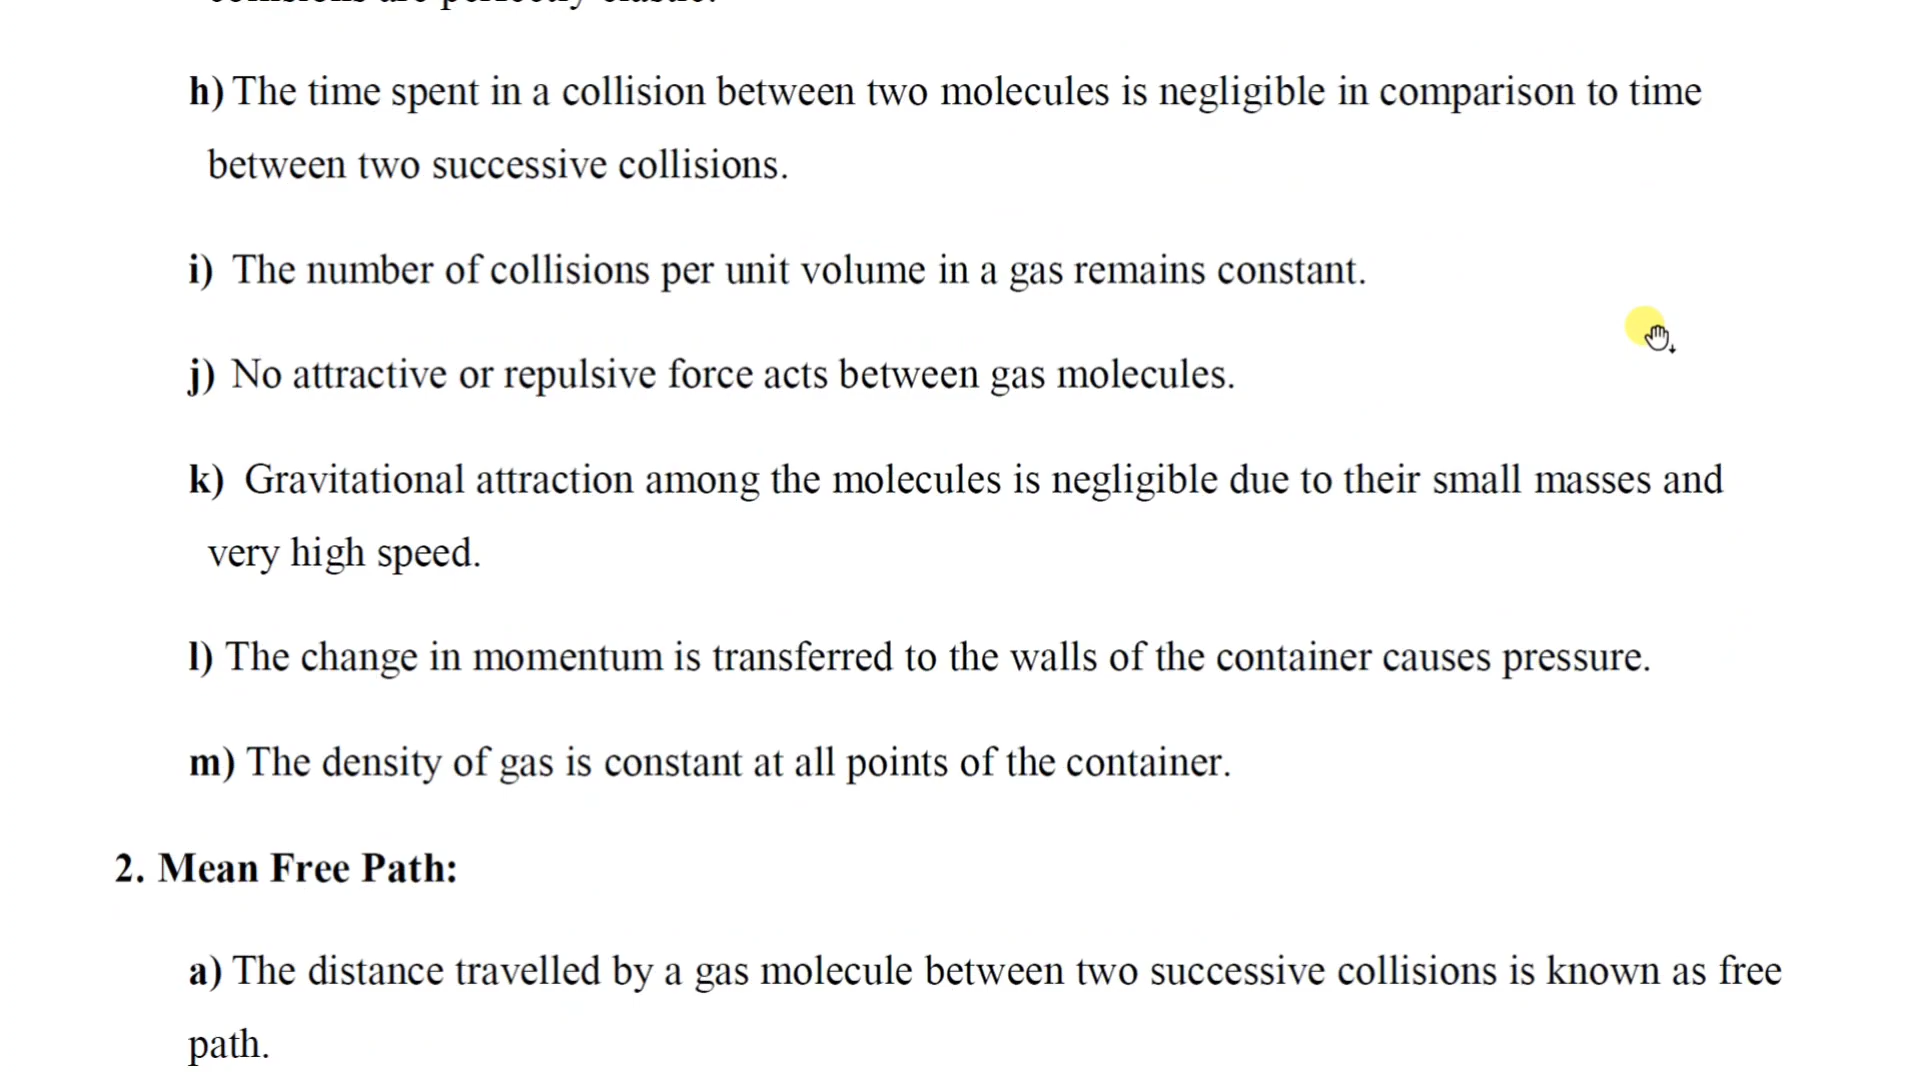 collisions are perfectly elastic.
h) The time spent in a collision between two molecules is negligible in comparison to time
between two successive collisions.
i) The number of collisions per unit volume in a gas remains constant.
j) No attractive or repulsive force acts between gas molecules.
k) Gravitational attraction among the molecules is negligible due to their small masses and
very high speed.
l) The change in momentum is transferred to the walls of the container causes pressure.
m) The density of gas is constant at all points of the container.
2. Mean Free Path:
a) The distance travelled by a gas molecule between two successive collisions is known as free
path.